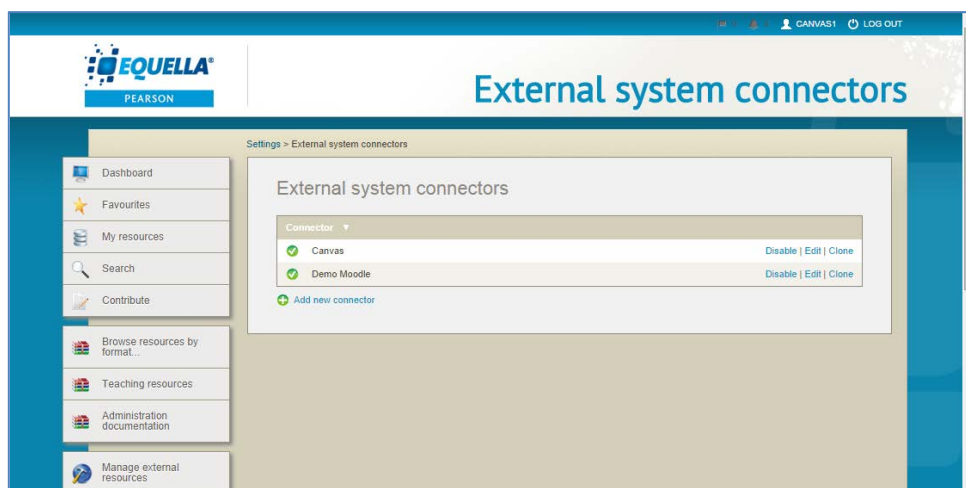 CANVAS1 LOG OUT
EQUELLA®
PEARSON
External system connectors
Settings > External system connectors
Dashboard
Favourites
My resources
Search
Contribute
Browse resources by
format...
Teaching resources
Administration
documentation
Manage external
resources
External system connectors
Connector ▼
Canvas Disable | Edit | Clone
Demo Moodle Disable | Edit | Clone
Add new connector